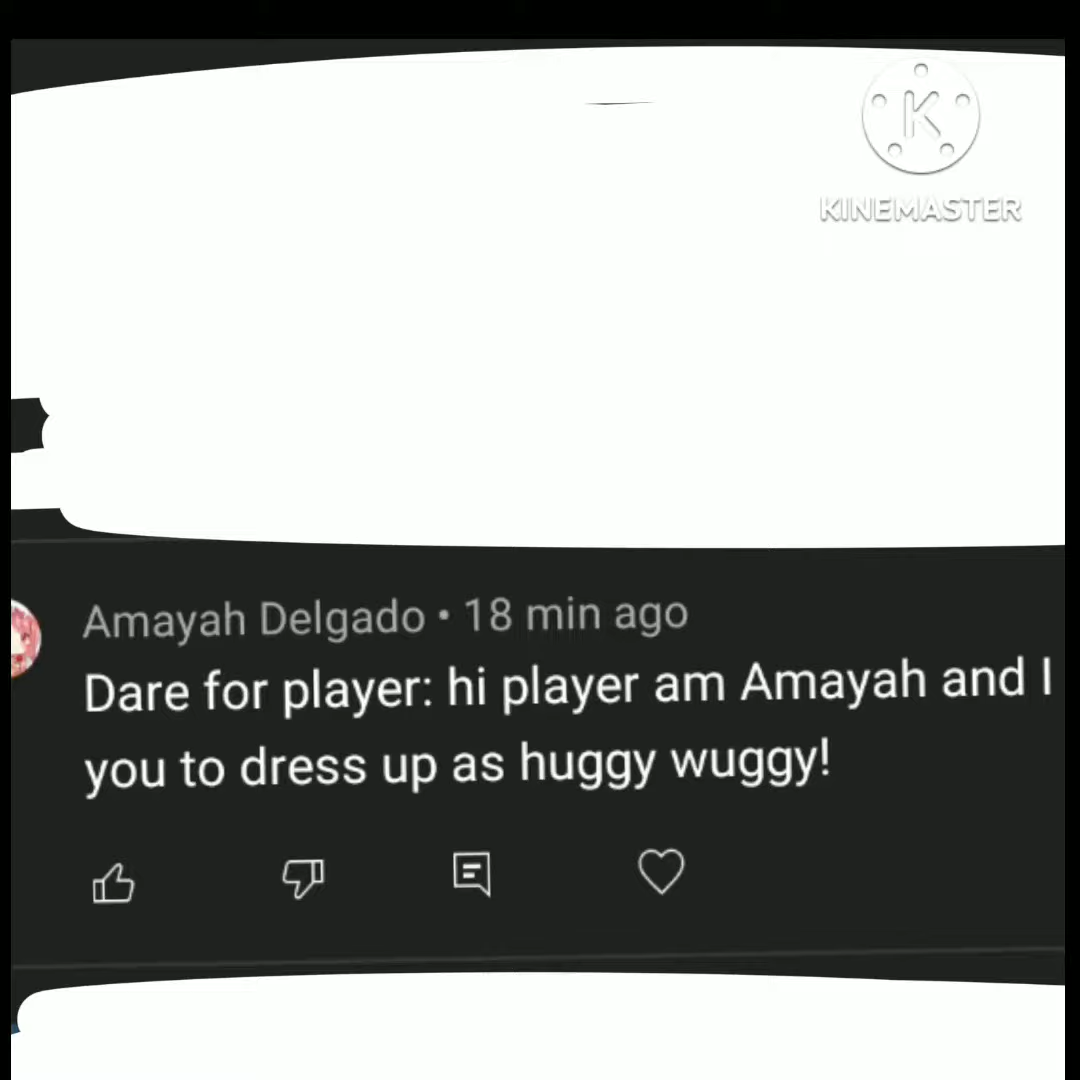 K
KINEMASTER
Amayah Delgado • 18 min ago
Dare for player: hi player am Amayah and I
you to dress up as huggy wuggy!